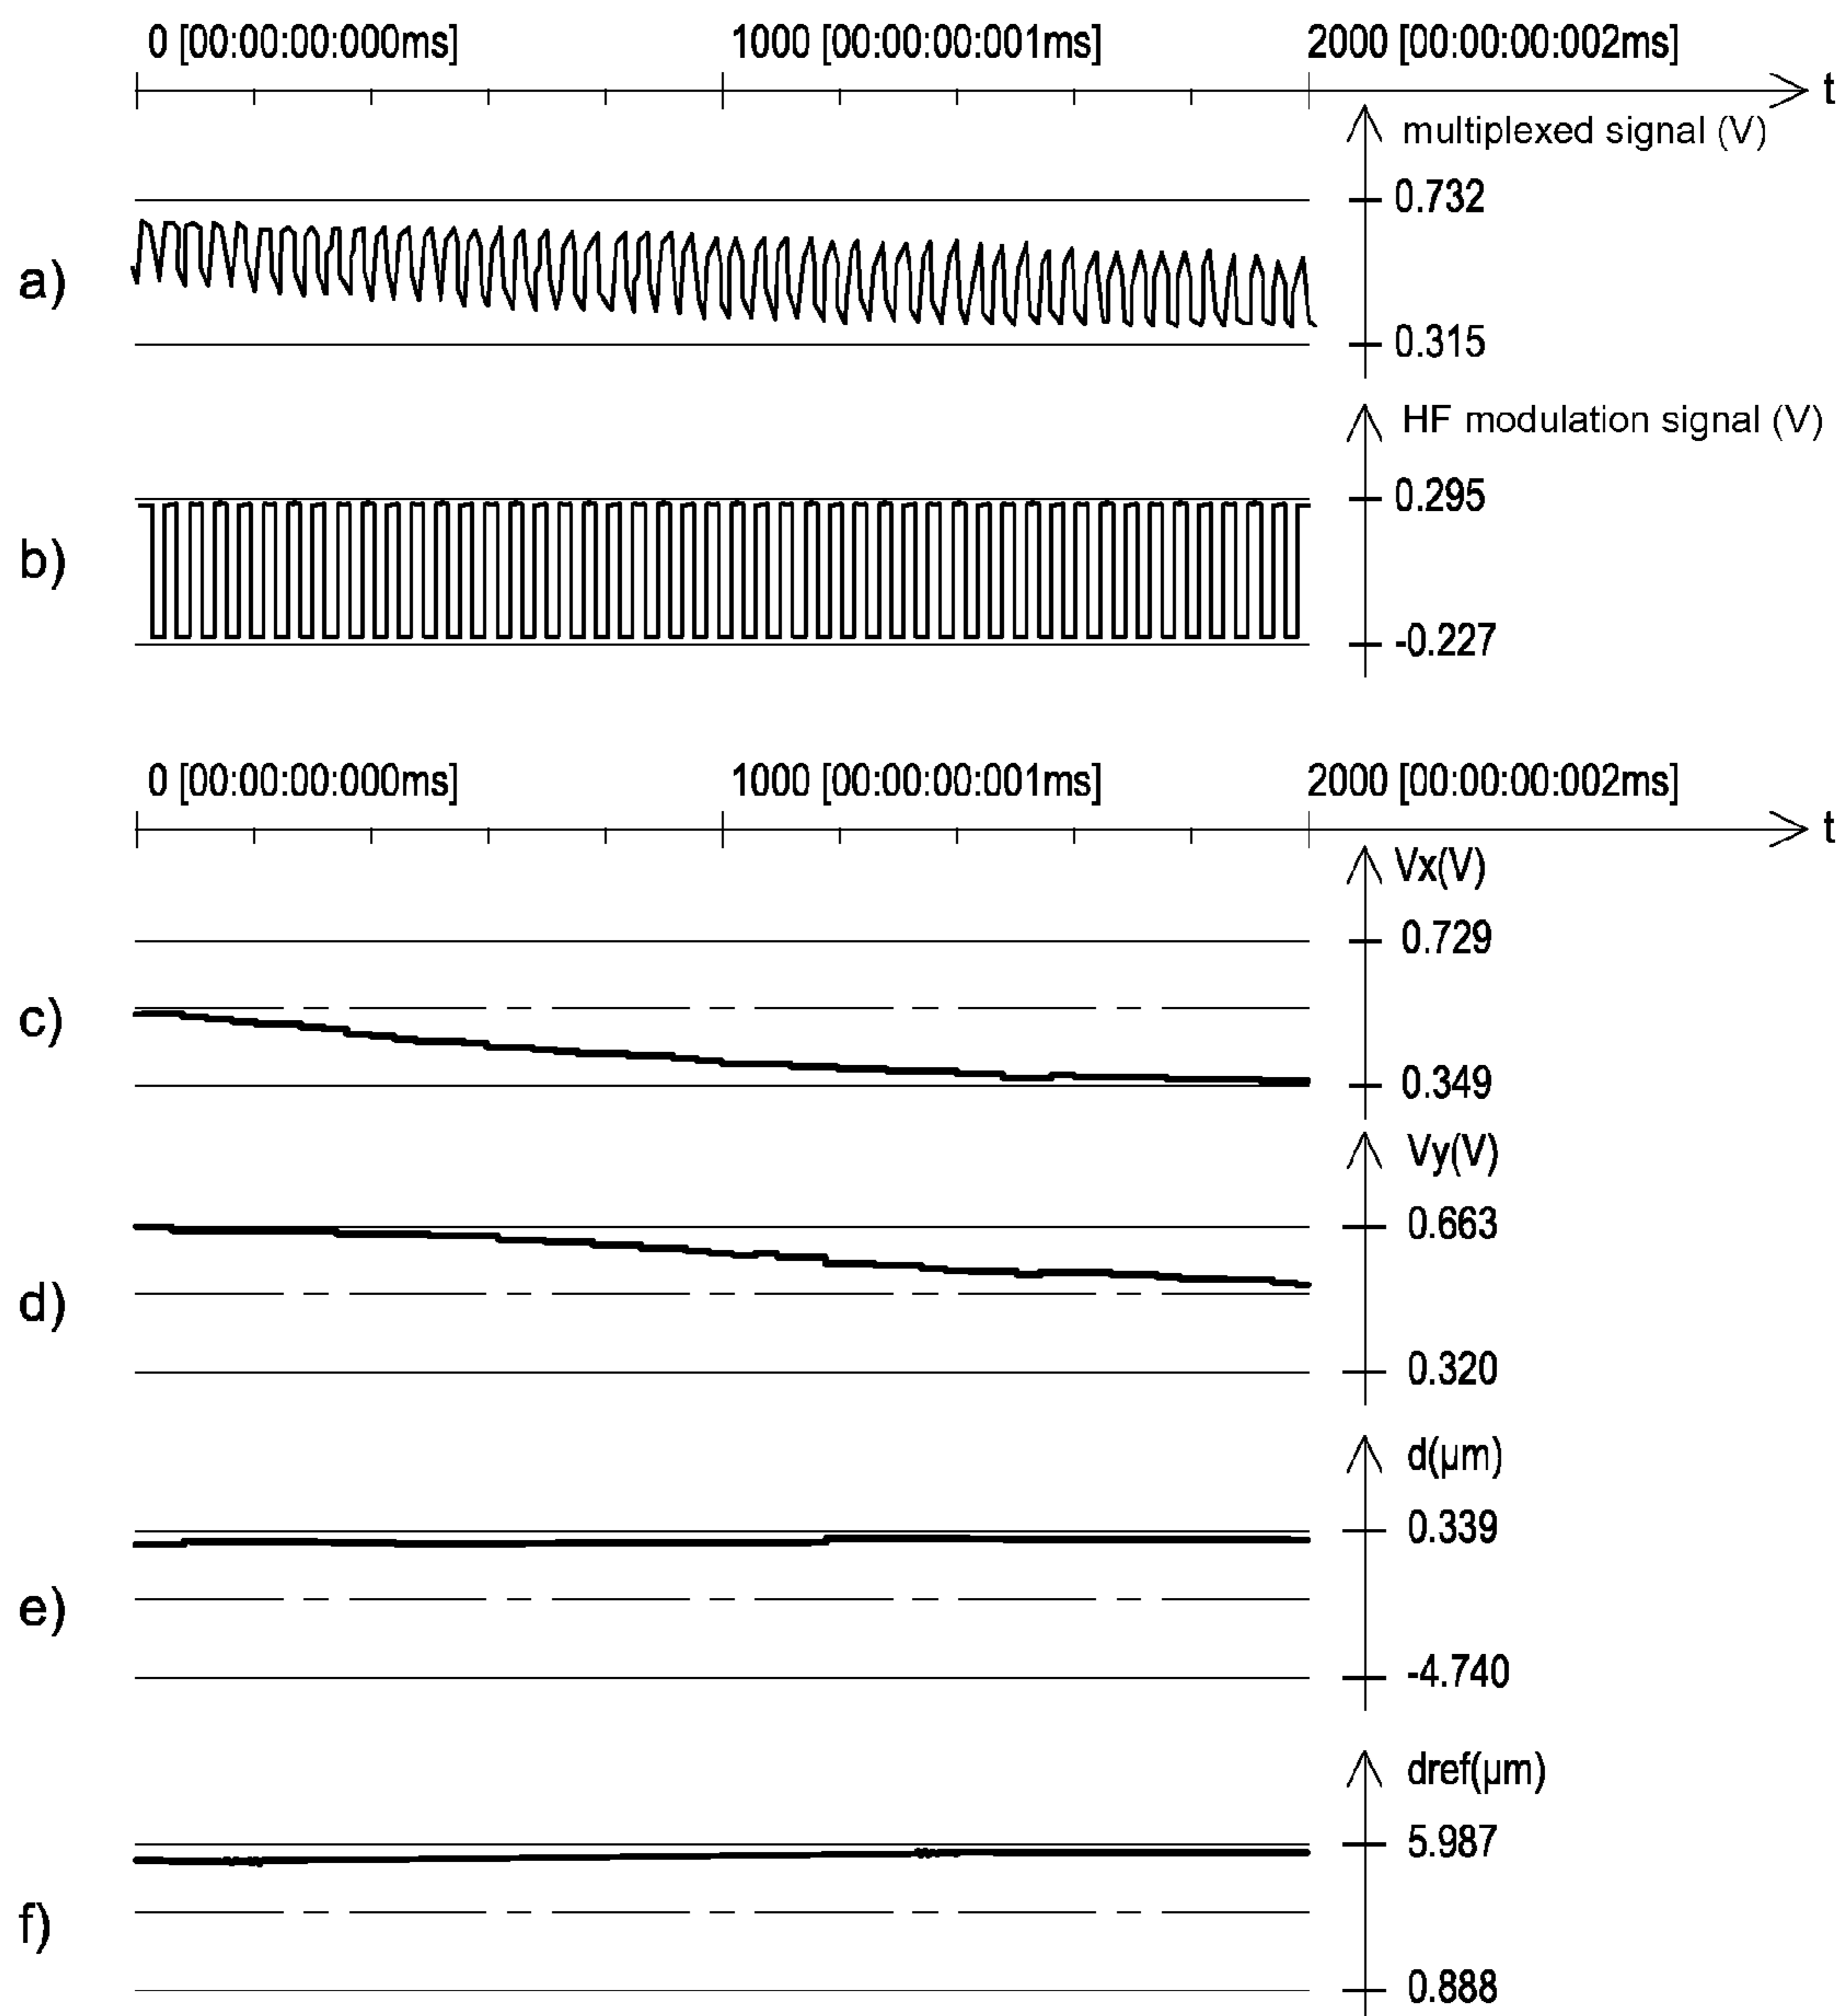 0 [00:00:00:000ms] 1000 [00:00:00:001ms] 2000 [00:00:00:002ms]
t
multiplexed signal (V)
0.732
a)
0.315
HF modulation signal (V)
0.295
b)
-0.227
0 [00:00:00:000ms] 1000 [00:00:00:001ms] 2000 [00:00:00:002ms]
t
Vx(V)
0.729
c)
0.349
Vy(V)
0.663
d)
0.320
d(µm)
0.339
e)
-4.740
dref(µm)
5.987
f)
0.888